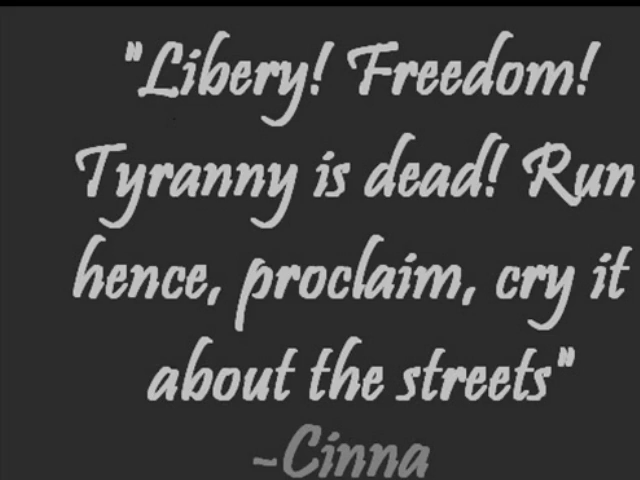 "Libery! Freedom!
Tyranny is dead! Run
hence, proclaim, cry it
about the streets"
~Cinna